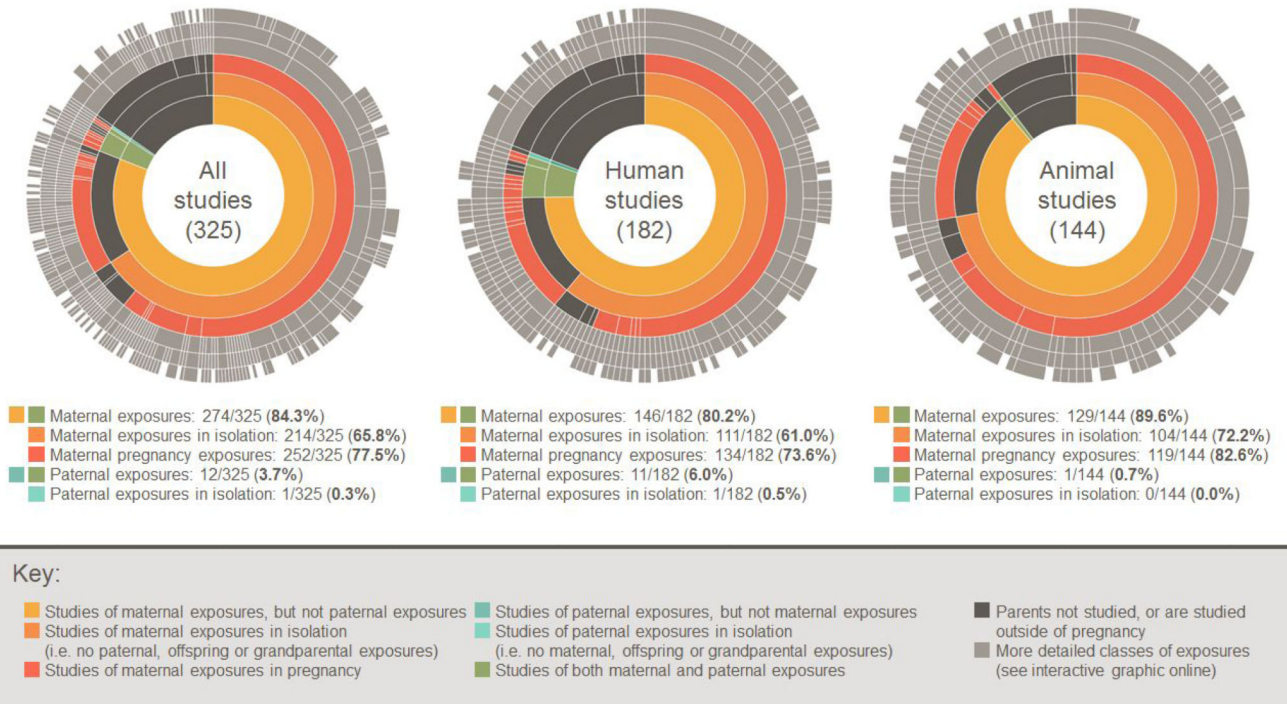 All
studies
(325)
Human
studies
(182)
Animal
studies
(144)
Maternal exposures: 274/325 (84.3%)
Maternal exposures in isolation: 214/325 (65.8%)
Maternal pregnancy exposures: 252/325 (77.5%)
Paternal exposures: 12/325 (3.7%)
Paternal exposures in isolation: 1/325 (0.3%)
Maternal exposures: 146/182 (80.2%)
Maternal exposures in isolation: 111/182 (61.0%)
Maternal pregnancy exposures: 134/182 (73.6%)
Paternal exposures: 11/182 (6.0%)
Paternal exposures in isolation: 1/182 (0.5%)
Maternal exposures: 129/144 (89.6%)
Maternal exposures in isolation: 104/144 (72.2%)
Maternal pregnancy exposures: 119/144 (82.6%)
Paternal exposures: 1/144 (0.7%)
Paternal exposures in isolation: 0/144 (0.0%)
Key:
Studies of maternal exposures, but not paternal exposures
Studies of maternal exposures in isolation
(i.e. no paternal, offspring or grandparental exposures)
Studies of maternal exposures in pregnancy
Studies of paternal exposures, but not maternal exposures
Studies of paternal exposures in isolation
(i.e. no maternal, offspring or grandparental exposures)
Studies of both maternal and paternal exposures
Parents not studied, or are studied
outside of pregnancy
More detailed classes of exposures
(see interactive graphic online)